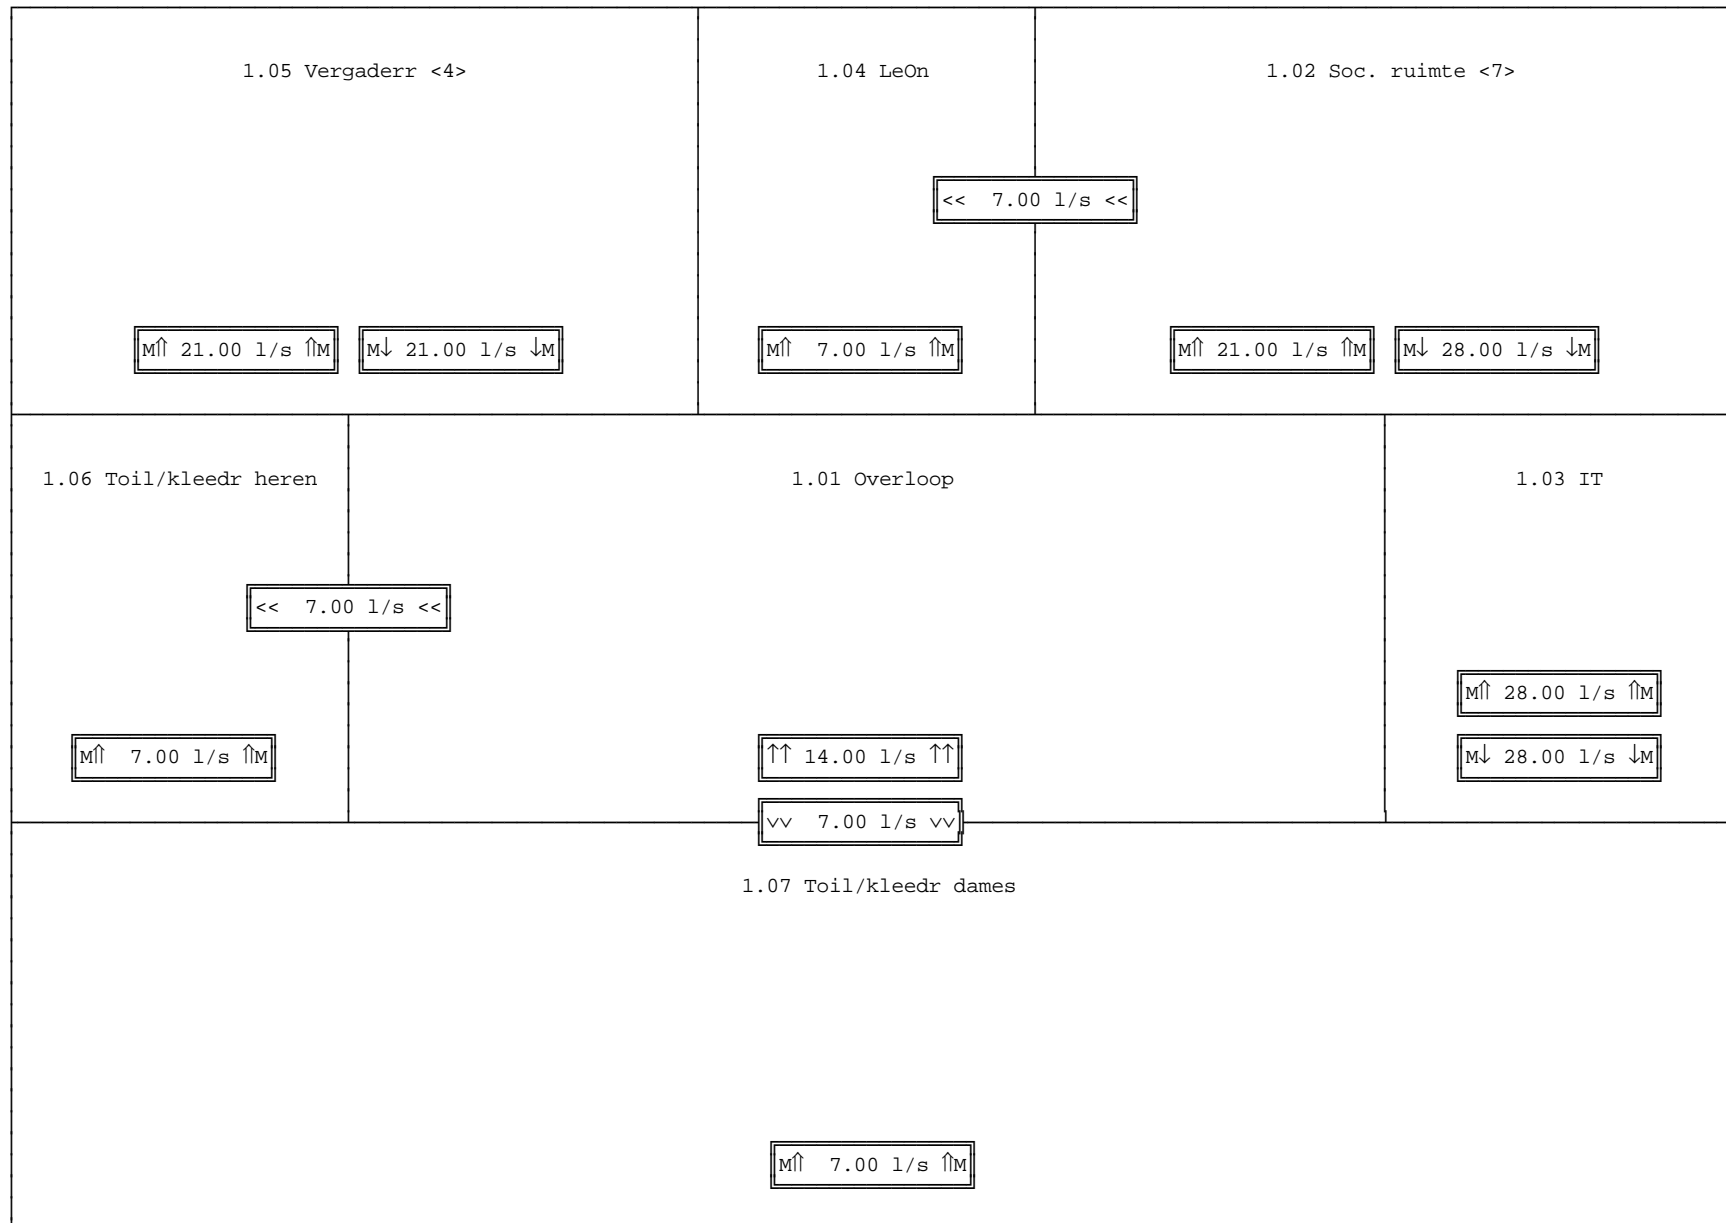 1.05 Vergaderr <4>
1.04 LeOn
1.02 Soc. ruimte <7>
<<  7.00 l/s <<
M⇑ 21.00 l/s ⇑M
M↓ 21.00 l/s ↓M
M⇑  7.00 l/s ⇑M
M⇑ 21.00 l/s ⇑M
M↓ 28.00 l/s ↓M
1.06 Toil/kleedr heren
1.01 Overloop
1.03 IT
<<  7.00 l/s <<
M⇑ 28.00 l/s ⇑M
M⇑  7.00 l/s ⇑M
↑↑ 14.00 l/s ↑↑
M↓ 28.00 l/s ↓M
vv  7.00 l/s vv
1.07 Toil/kleedr dames
M⇑  7.00 l/s ⇑M